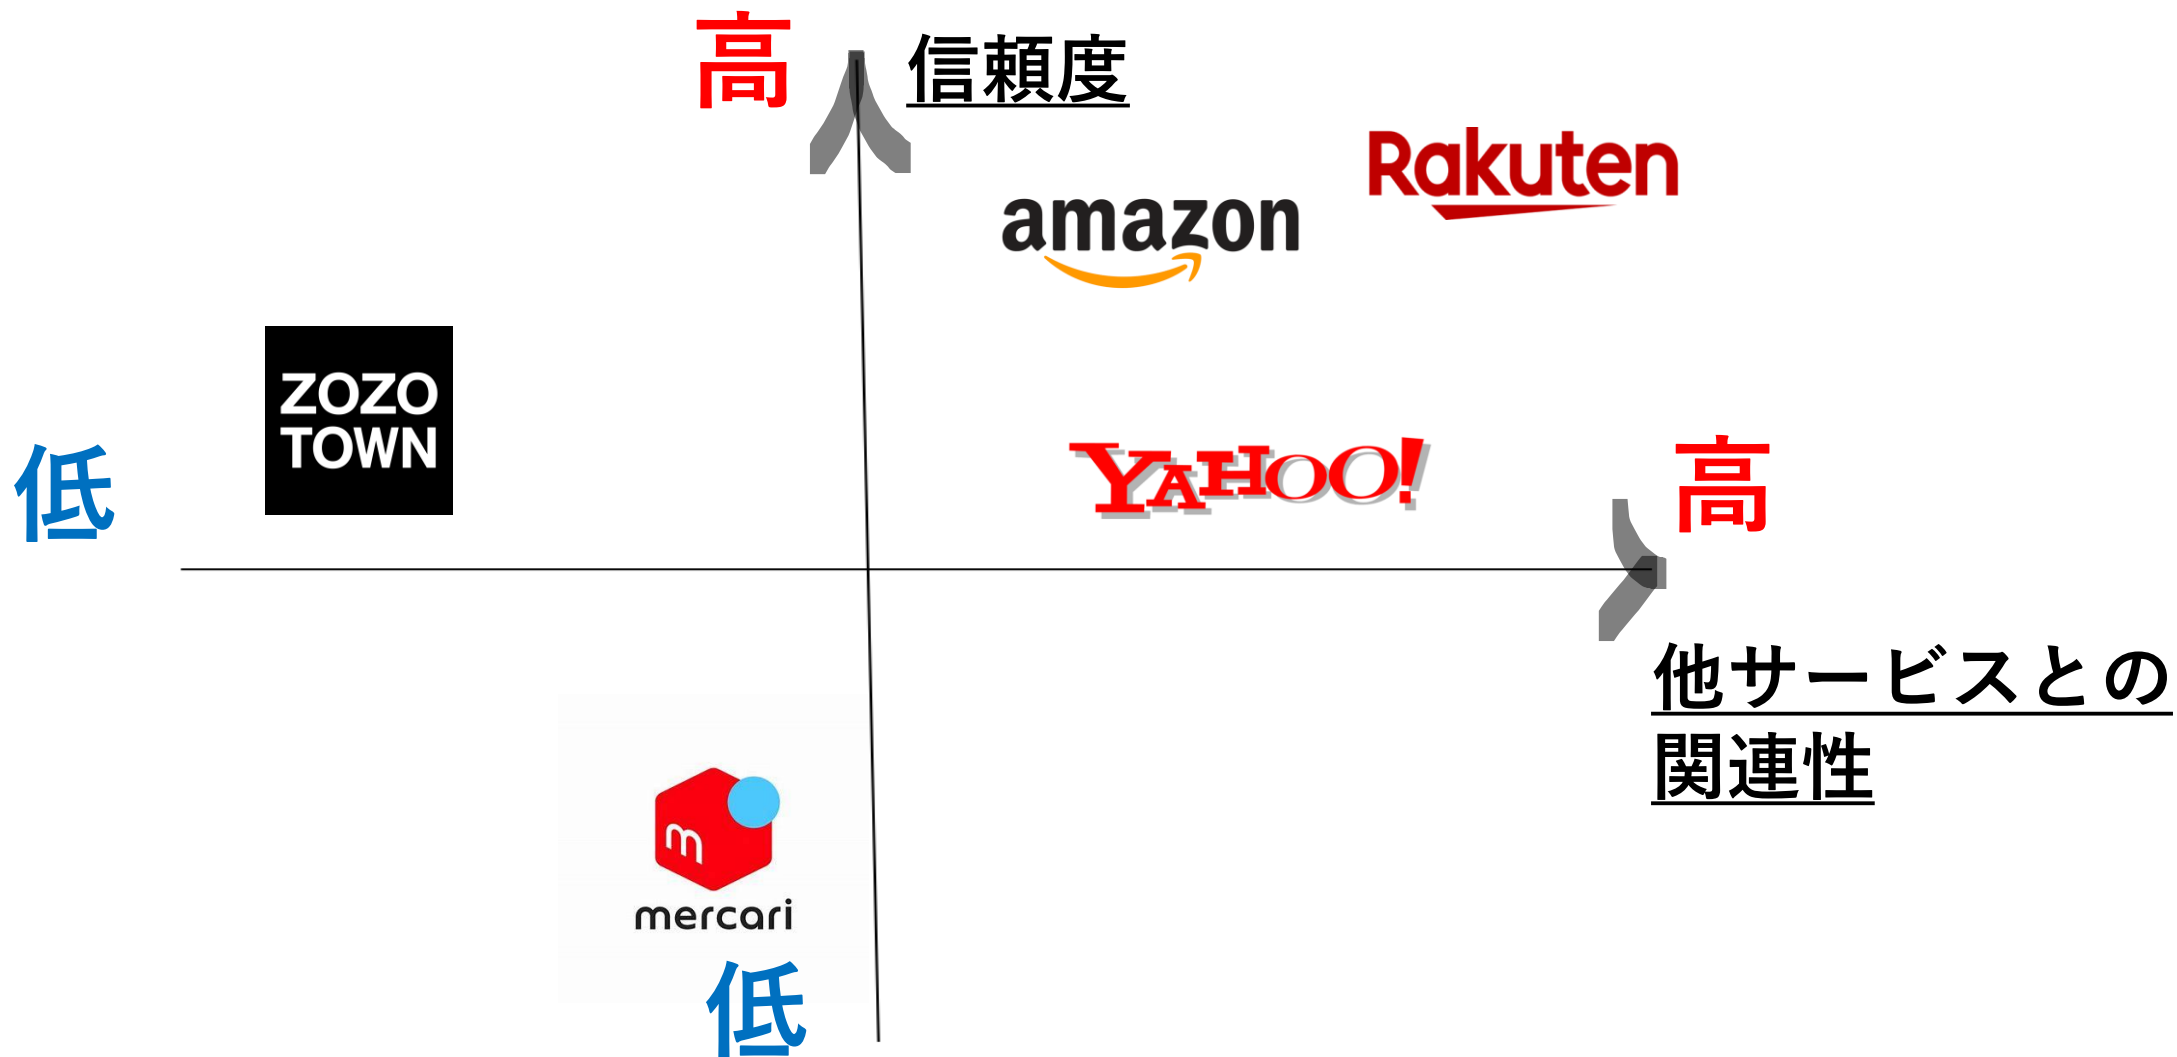 高
信頼度
Rakuten
amazon
ZOZO
TOWN
低
YAHOO!
高
他サービスとの
関連性
m
mercari
低